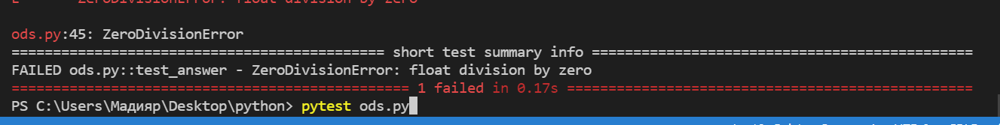 E       ZeroDivisionError: float division by zero
ods.py:45: ZeroDivisionError
============================================= short test summary info ==============================================
FAILED ods.py::test_answer - ZeroDivisionError: float division by zero
================================================ 1 failed in 0.17s =================================================
PS C:\Users\Мадияр\Desktop\python> pytest ods.py